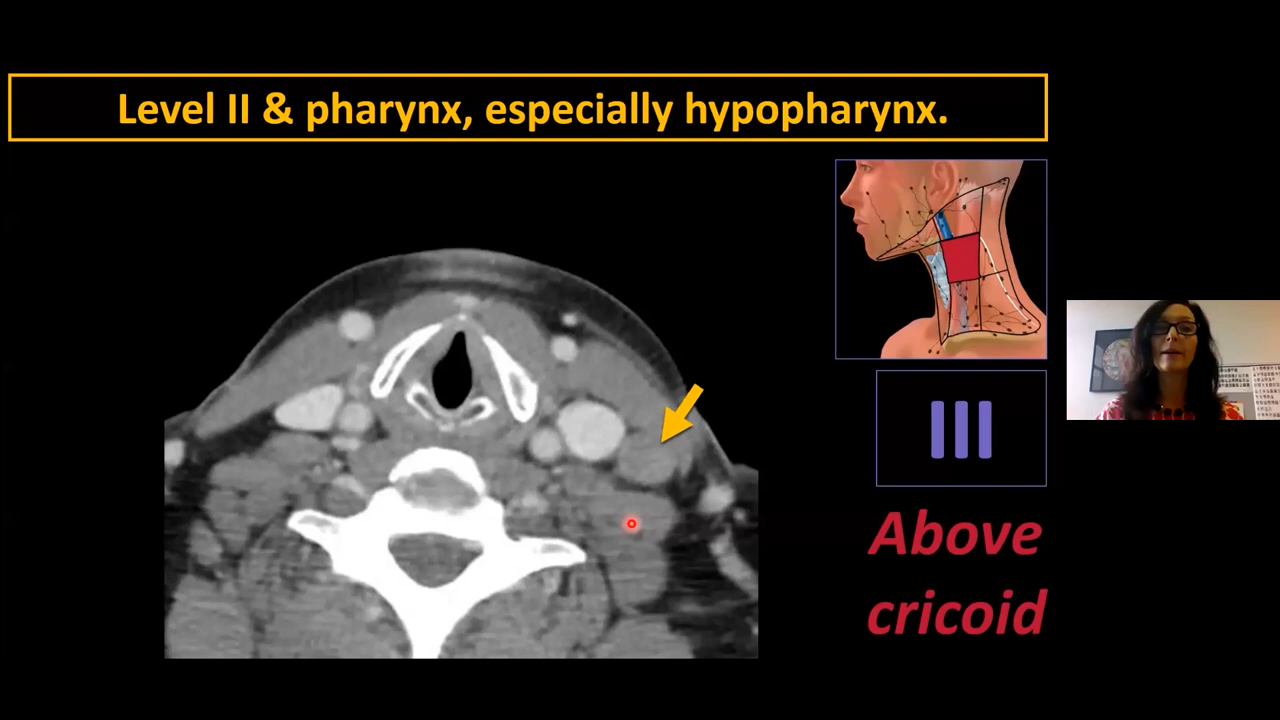 Level II & pharynx, especially hypopharynx.
III
Above
cricoid